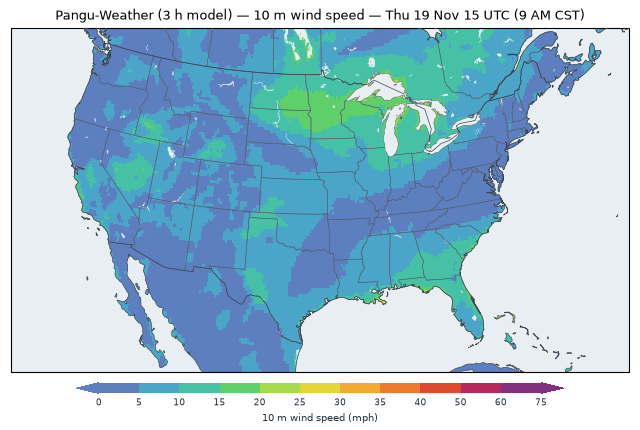 Pangu-Weather (3 h model) — 10 m wind speed — Thu 19 Nov 15 UTC (9 AM CST)
0 5 10 15 20 25 30 35 40 50 60 75
10 m wind speed (mph)